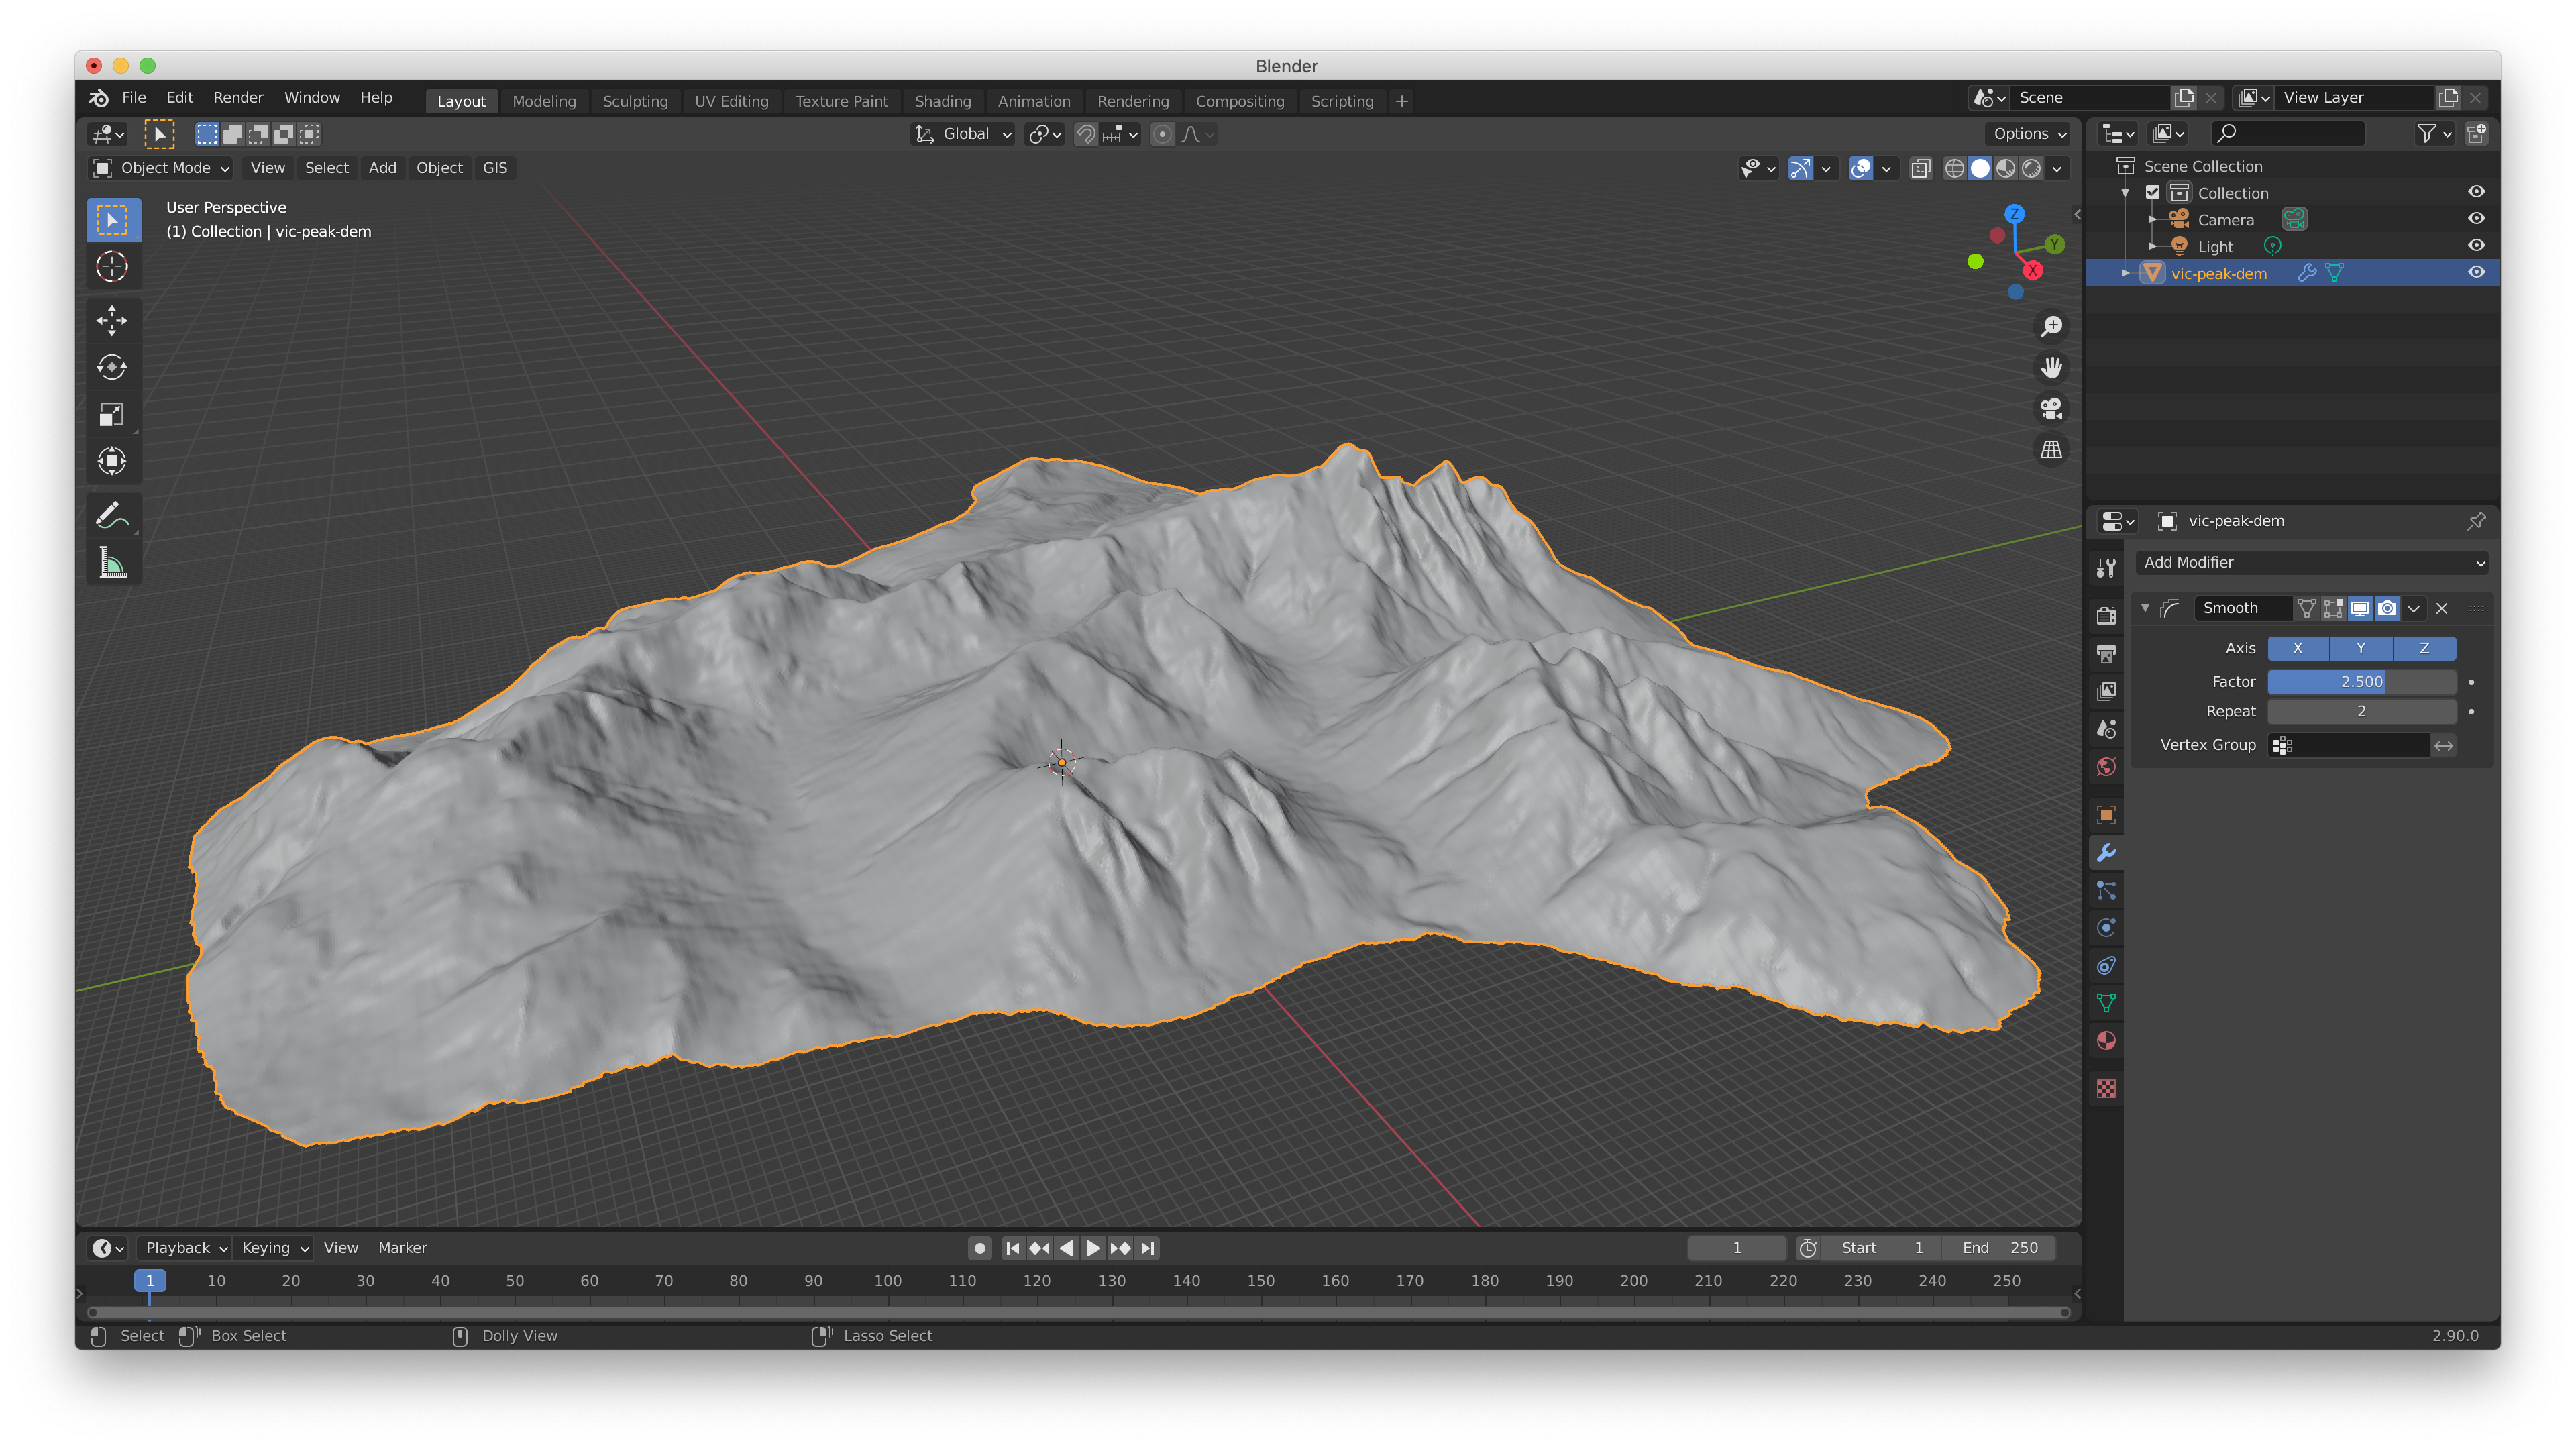 Blender
File Edit Render Window Help Layout Modeling Sculpting UV Editing Texture Paint Shading Animation Rendering Compositing Scripting + Scene View Layer
Global Options
Object Mode View Select Add Object GIS
User Perspective
(1) Collection | vic-peak-dem
Z
Y
X
Scene Collection
Collection
Camera
Light
vic-peak-dem
vic-peak-dem
Add Modifier
Smooth
Axis X Y Z
Factor 2.500
Repeat 2
Vertex Group
Playback Keying View Marker 1 Start 1 End 250
1 10 20 30 40 50 60 70 80 90 100 110 120 130 140 150 160 170 180 190 200 210 220 230 240 250
Select Box Select Dolly View Lasso Select 2.90.0